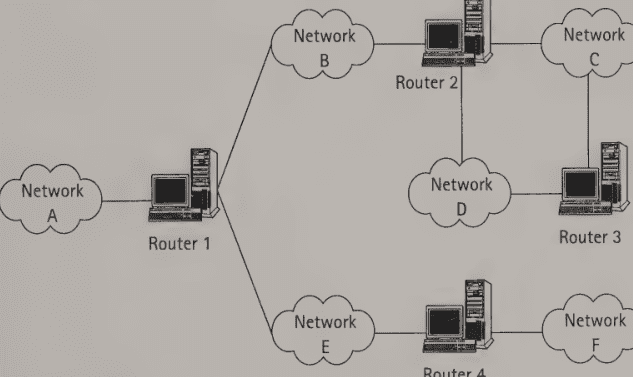 Network
B
Router 2
Network
C
Network
A
Router 1
Network
D
Router 3
Network
E
Router 4
Network
F